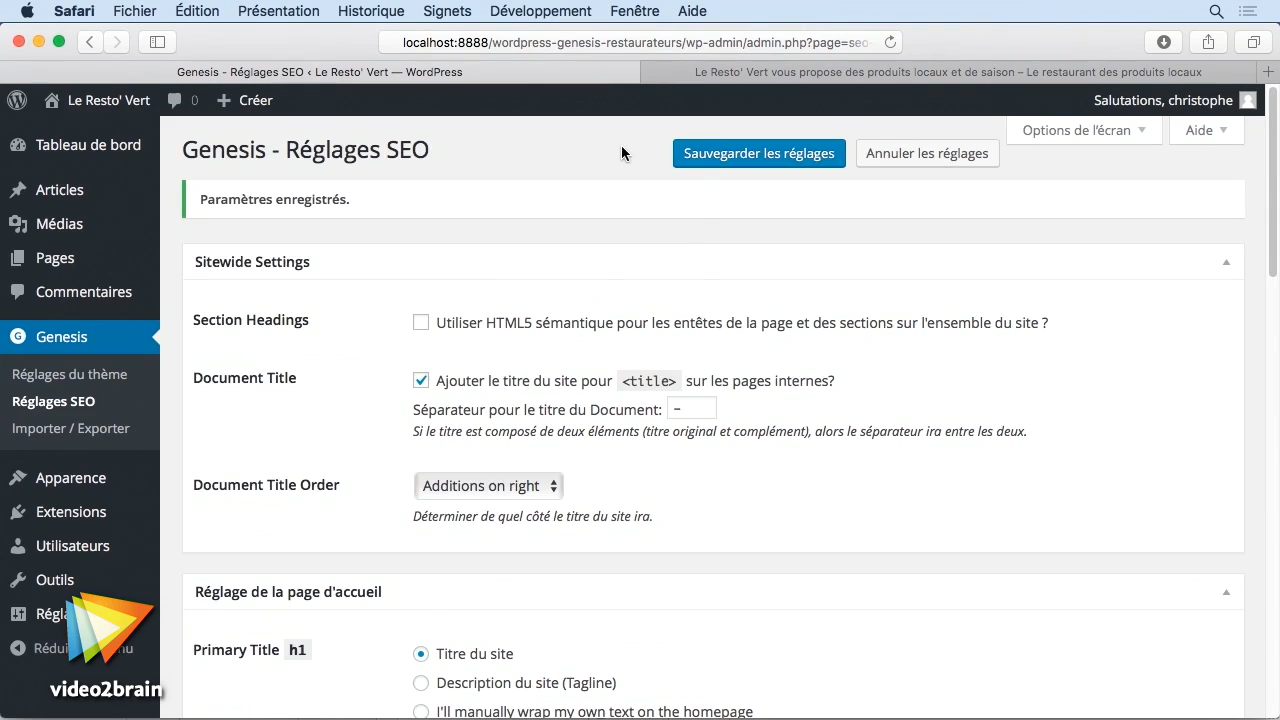 Safari Fichier Édition Présentation Historique Signets Développement Fenêtre Aide
localhost:8888/wordpress-genesis-restaurateurs/wp-admin/admin.php?page=seo-
Genesis - Réglages SEO ‹ Le Resto' Vert — WordPress
Le Resto' Vert vous propose des produits locaux et de saison – Le restaurant des produits locaux
Le Resto' Vert 0 Créer
Salutations, christophe
Options de l'écran
Aide
Tableau de bord
Articles
Médias
Pages
Commentaires
Genesis
Réglages du thème
Réglages SEO
Importer / Exporter
Apparence
Extensions
Utilisateurs
Outils
video2brain
Genesis - Réglages SEO
Sauvegarder les réglages
Annuler les réglages
Paramètres enregistrés.
Sitewide Settings
Section Headings
Utiliser HTML5 sémantique pour les entêtes de la page et des sections sur l'ensemble du site ?
Document Title
Ajouter le titre du site pour <title> sur les pages internes?
Séparateur pour le titre du Document: –
Si le titre est composé de deux éléments (titre original et complément), alors le séparateur ira entre les deux.
Document Title Order
Additions on right
Déterminer de quel côté le titre du site ira.
Réglage de la page d'accueil
Primary Title h1
Titre du site
Description du site (Tagline)
I'll manually wrap my own text on the homepage